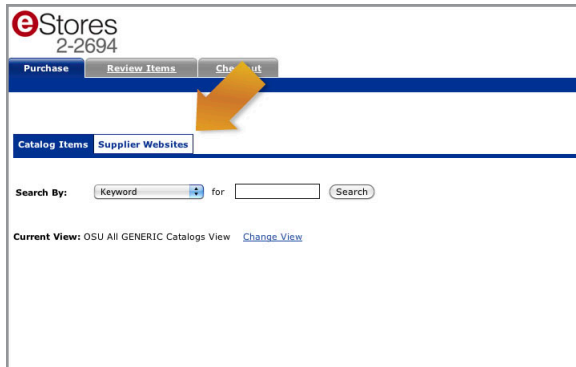 eStores
2-2694
Purchase Review Items
Catalog Items Supplier Websites
Search By: Keyword for Search
Current View: OSU All GENERIC Catalogs View Change View